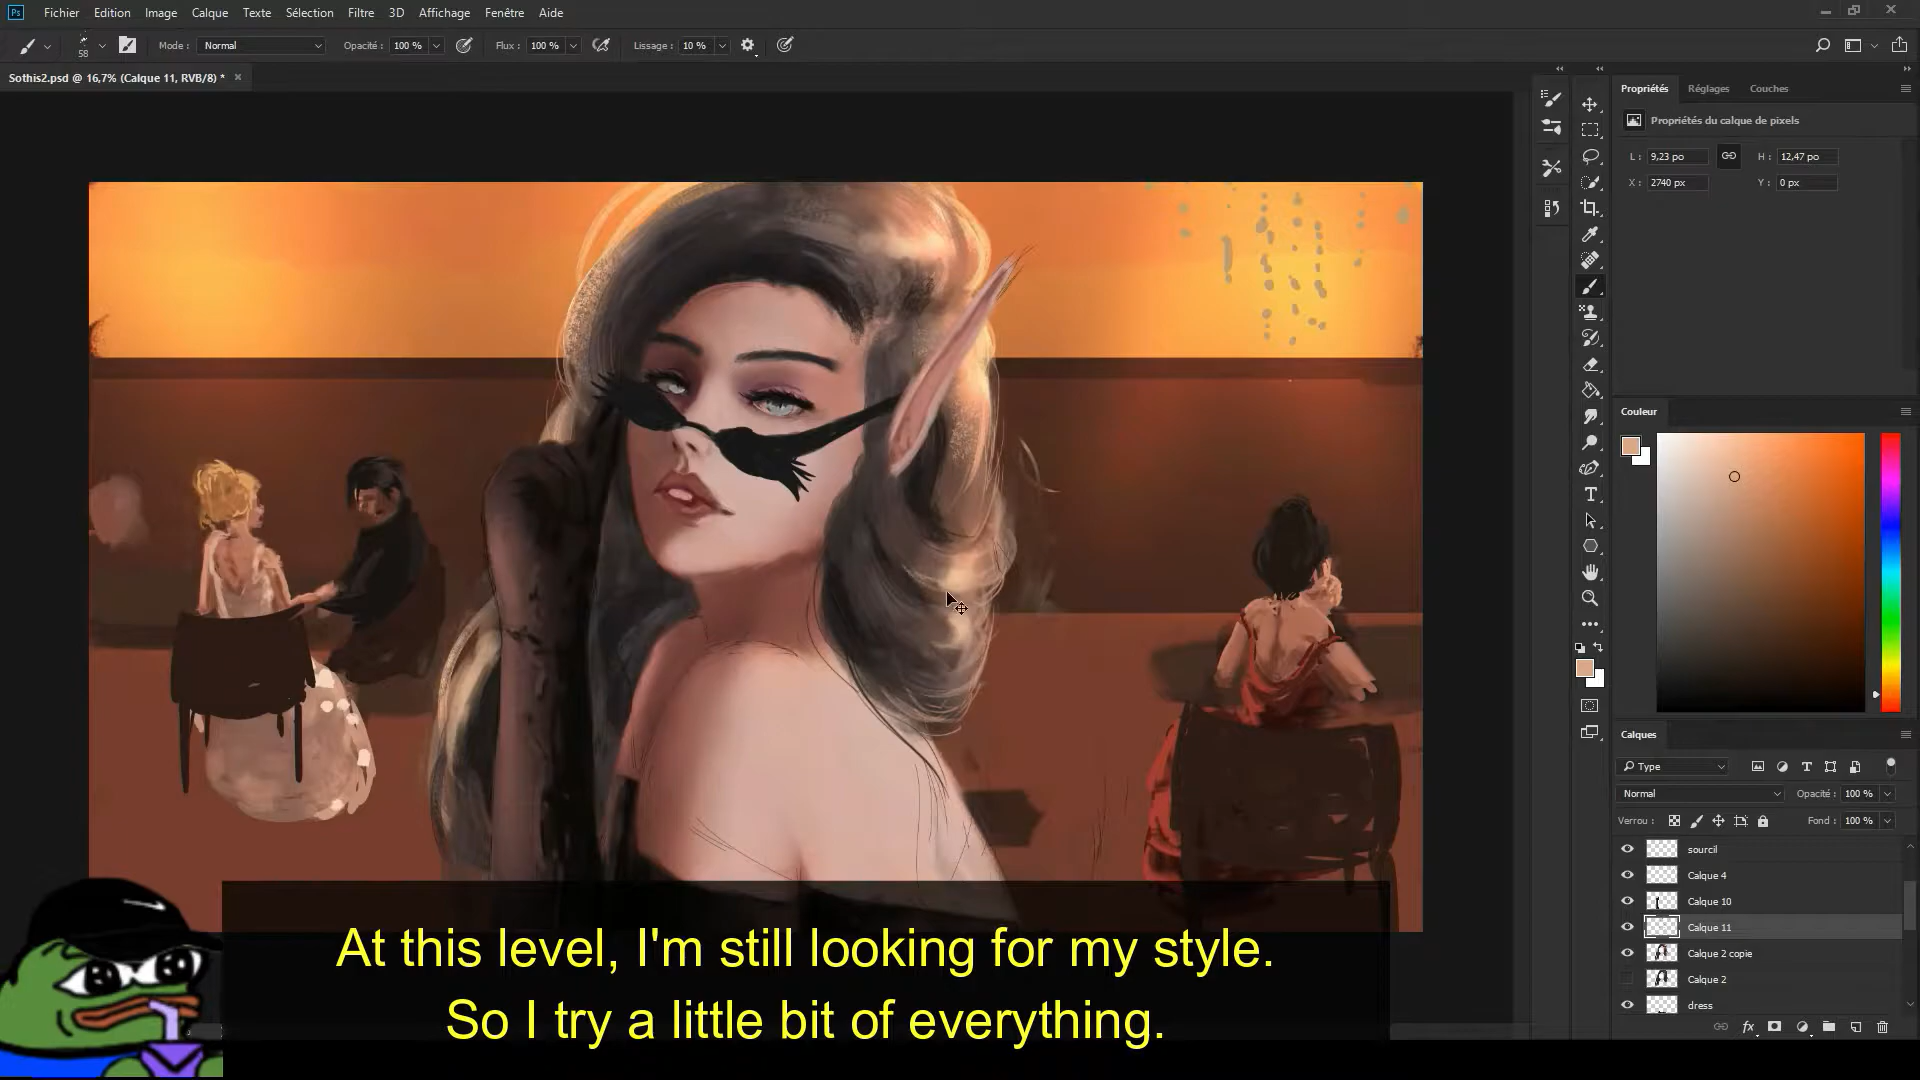 Ps Fichier Edition Image Calque Texte Sélection Filtre 3D Affichage Fenêtre Aide
58 Mode : Normal Opacité : 100 % Flux : 100 % Lissage : 10 %
Sothis2.psd @ 16,7% (Calque 11, RVB/8) *
Propriétés Réglages Couches
Propriétés du calque de pixels
L : 9,23 po H : 12,47 po
X : 2740 px Y : 0 px
Couleur
Calques
Type
Normal Opacité : 100 %
Verrou : Fond : 100 %
sourcil
Calque 4
Calque 10
Calque 11
Calque 2 copie
Calque 2
dress
fx
At this level, I'm still looking for my style.
So I try a little bit of everything.